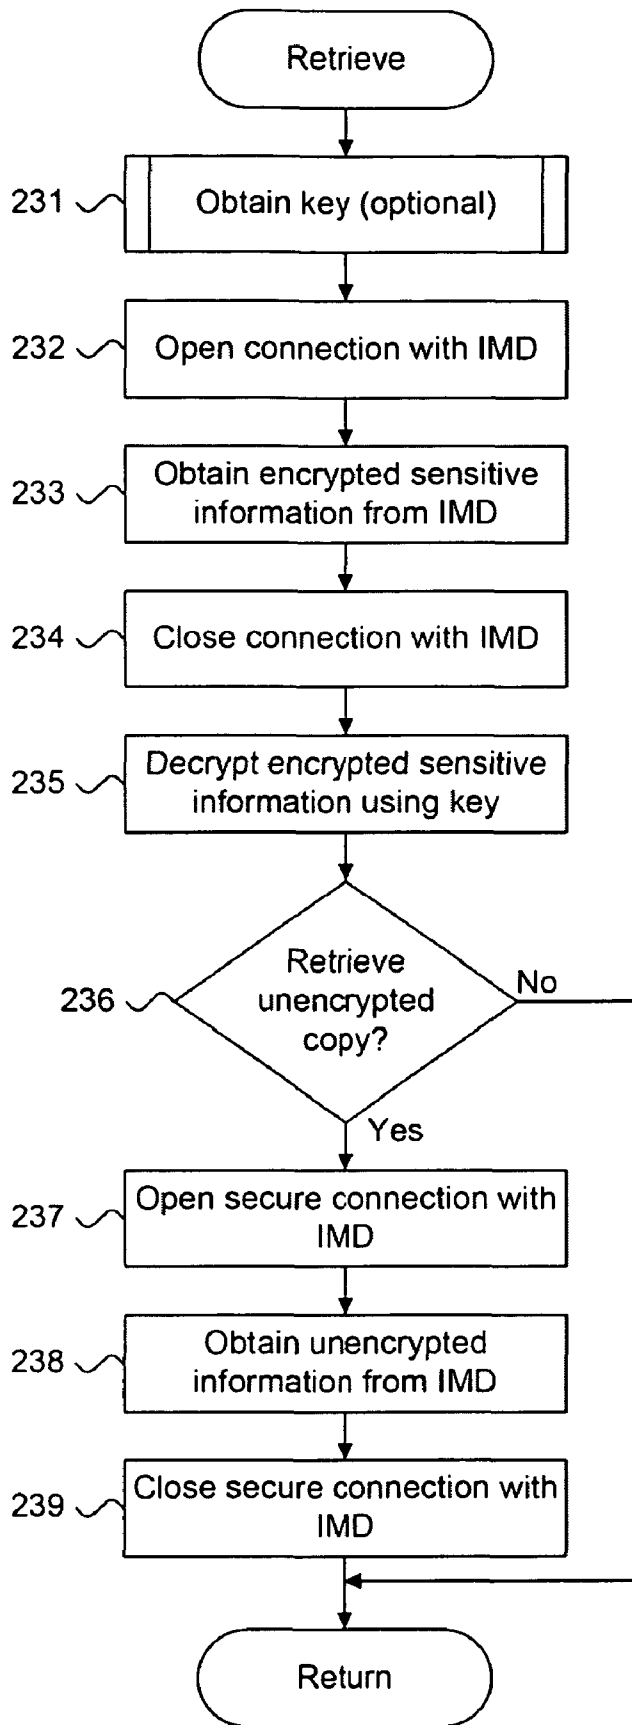 Retrieve
231
Obtain key (optional)
232
Open connection with IMD
233
Obtain encrypted sensitive
information from IMD
234
Close connection with IMD
235
Decrypt encrypted sensitive
information using key
236
Retrieve
unencrypted
copy?
No
Yes
237
Open secure connection with
IMD
238
Obtain unencrypted
information from IMD
239
Close secure connection with
IMD
Return